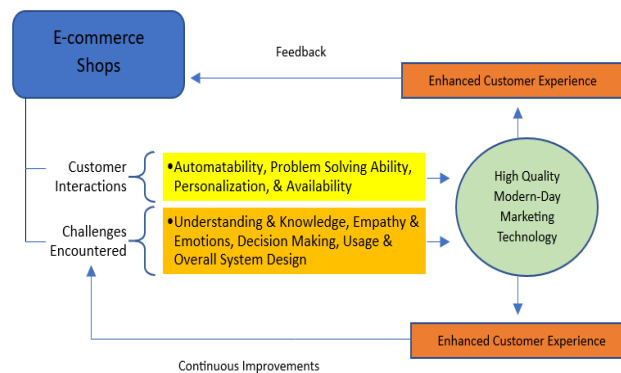 E-commerce
Shops
Feedback
Enhanced Customer Experience
Customer
Interactions
•Automatability, Problem Solving Ability,
Personalization, & Availability
High Quality
Modern-Day
Marketing
Technology
Challenges
Encountered
•Understanding & Knowledge, Empathy &
Emotions, Decision Making, Usage &
Overall System Design
Enhanced Customer Experience
Continuous Improvements